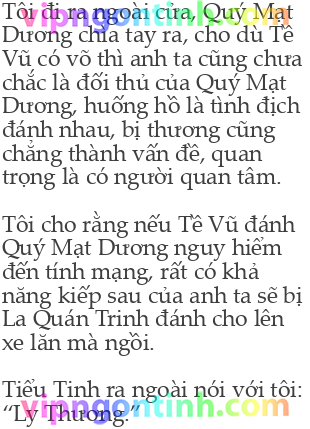 Tôi đi ra ngoài cửa, Quý Mạt
vipngontinh.com
Dương chìa tay ra, cho dù Tề
Vũ có võ thì anh ta cũng chưa
chắc là đối thủ của Quý Mạt
Dương, huống hồ là tình địch
đánh nhau, bị thương cũng
chẳng thành vấn đề, quan
trọng là có người quan tâm.
Tôi cho rằng nếu Tề Vũ đánh
Quý Mạt Dương nguy hiểm
đến tính mạng, rất có khả
năng kiếp sau của anh ta sẽ bị
La Quán Trinh đánh cho lên
xe lăn mà ngồi.
Tiểu Tinh ra ngoài nói với tôi:
“Ly Thương.”
vipngontinh.com